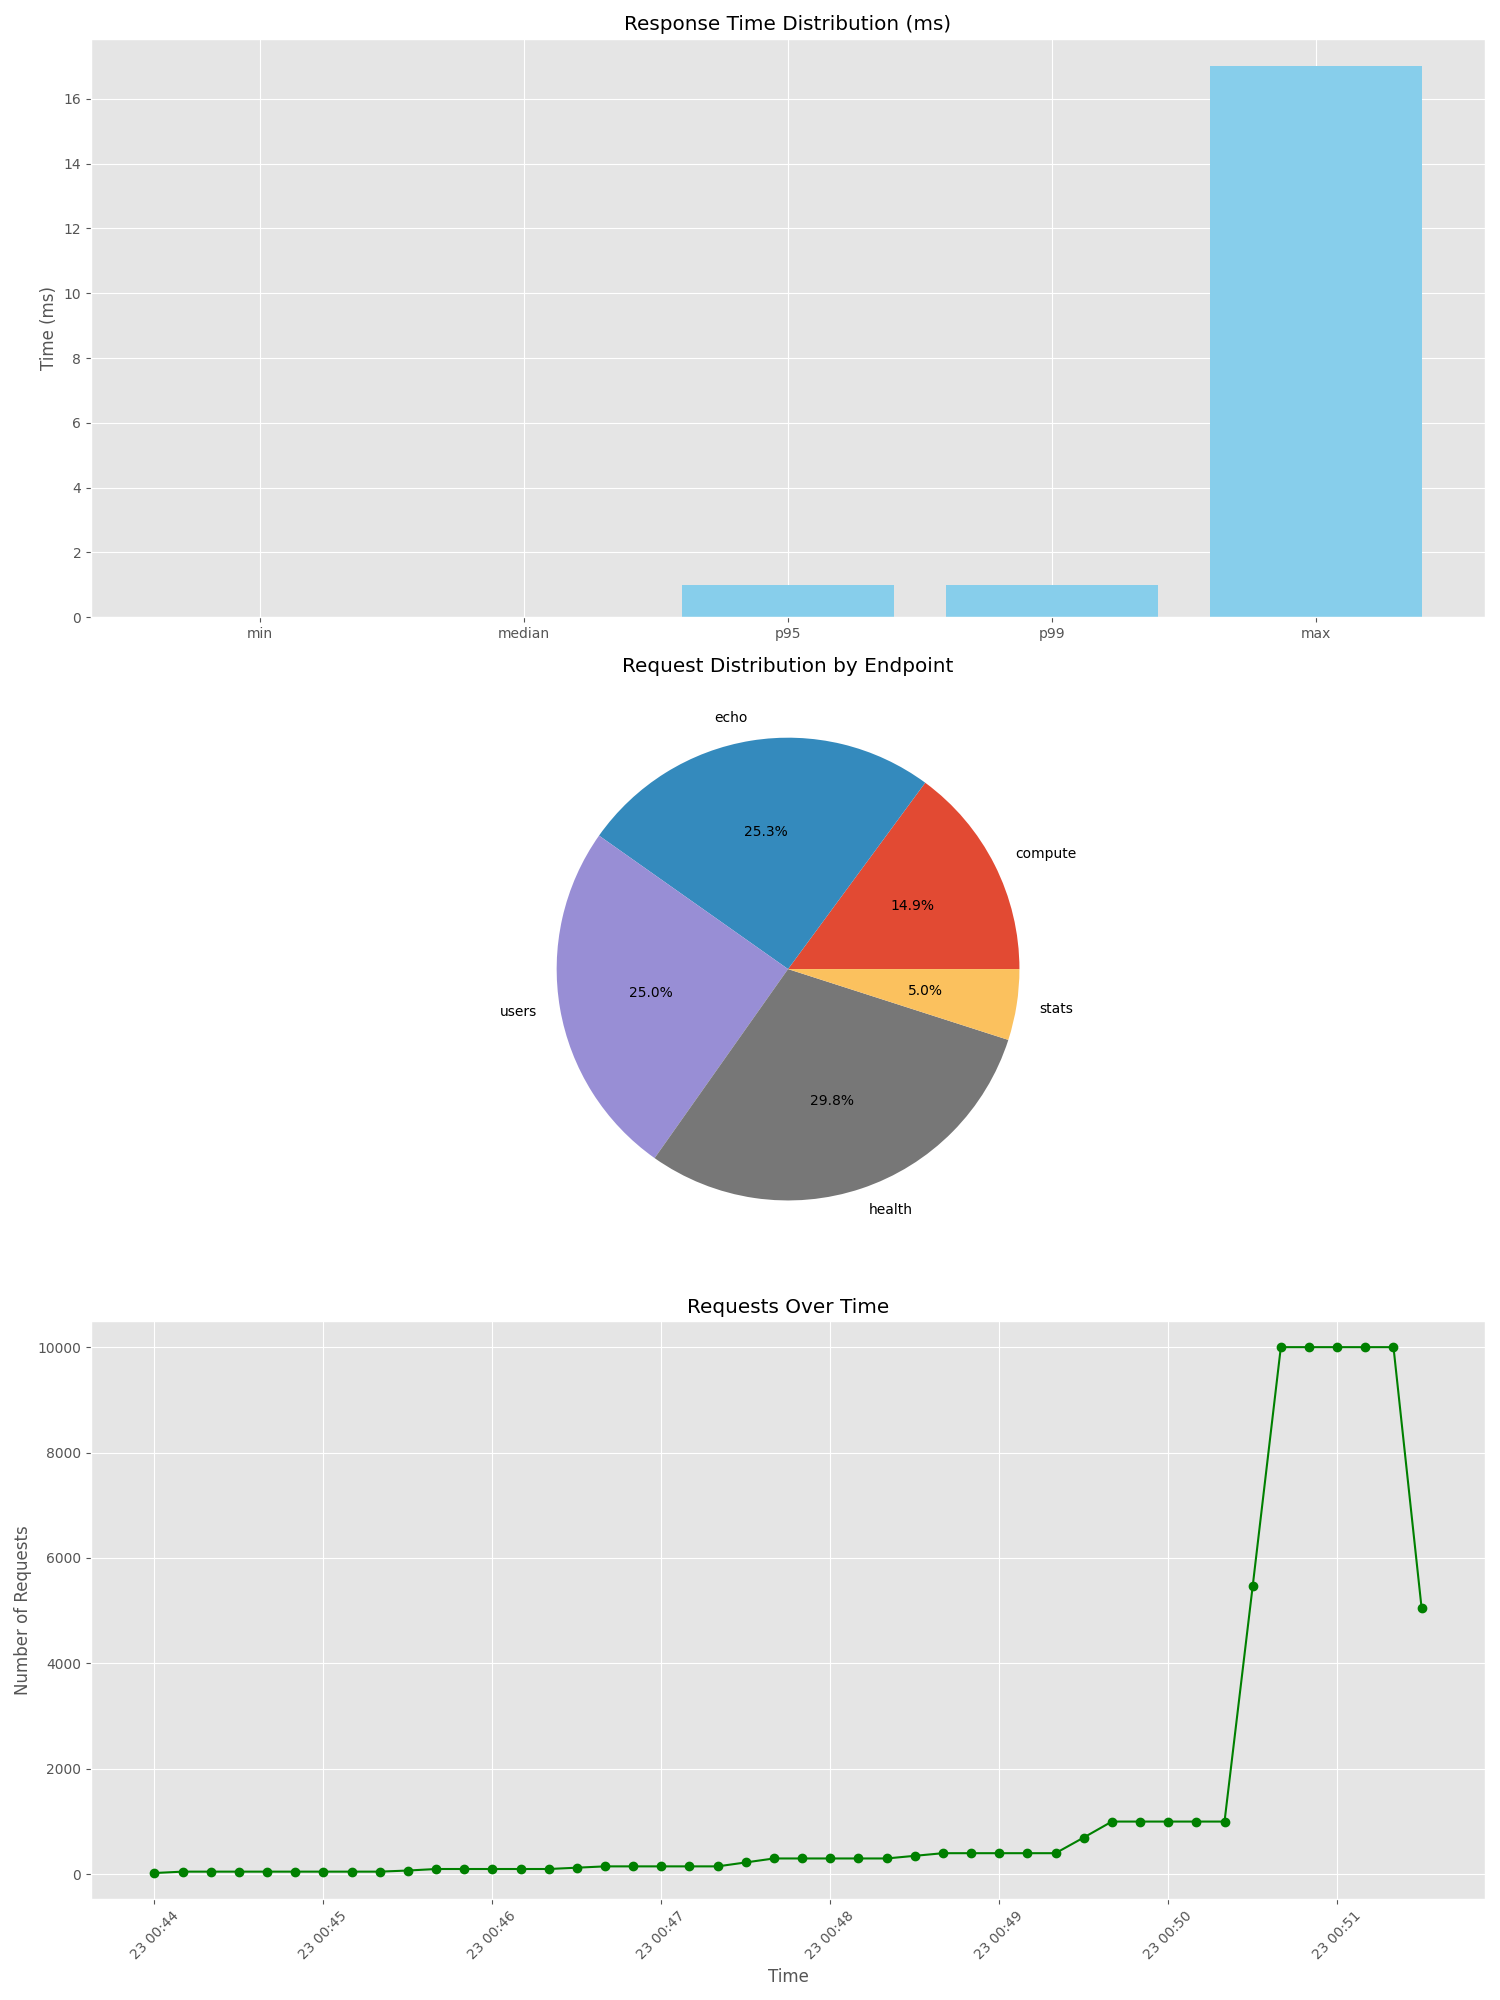 Response Time Distribution (ms)
16
14
12
10
8
6
4
2
0
Time (ms)
min median p95 p99 max
Request Distribution by Endpoint
echo
25.3%
compute
14.9%
users
25.0%
5.0%
stats
29.8%
health
Requests Over Time
10000
8000
6000
4000
2000
0
Number of Requests
23 00:44 23 00:45 23 00:46 23 00:47 23 00:48 23 00:49 23 00:50 23 00:51
Time